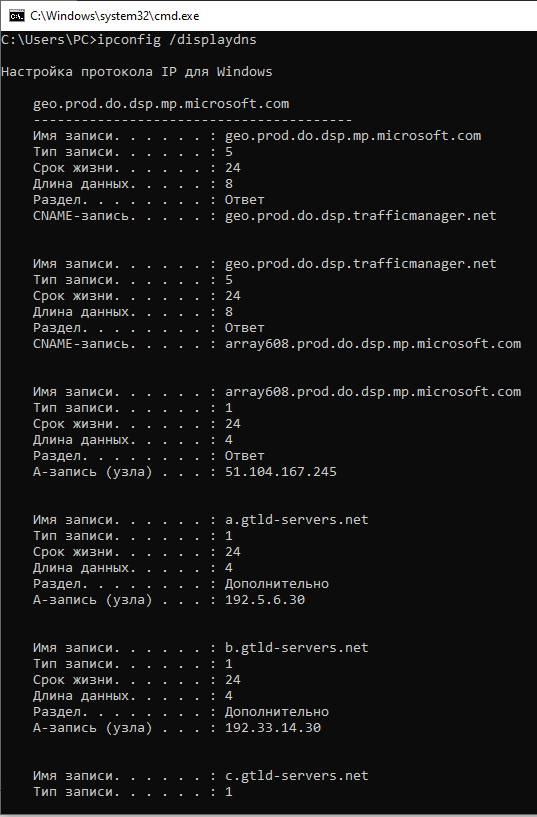 C:\Windows\system32\cmd.exe
C:\Users\PC>ipconfig /displaydns
Настройка протокола IP для Windows
geo.prod.do.dsp.mp.microsoft.com
----------------------------------------
Имя записи. . . . . . : geo.prod.do.dsp.mp.microsoft.com
Тип записи. . . . . . : 5
Срок жизни. . . . . . : 24
Длина данных. . . . . : 8
Раздел. . . . . . . . : Ответ
CNAME-запись. . . . . : geo.prod.do.dsp.trafficmanager.net
Имя записи. . . . . . : geo.prod.do.dsp.trafficmanager.net
Тип записи. . . . . . : 5
Срок жизни. . . . . . : 24
Длина данных. . . . . : 8
Раздел. . . . . . . . : Ответ
CNAME-запись. . . . . : array608.prod.do.dsp.mp.microsoft.com
Имя записи. . . . . . : array608.prod.do.dsp.mp.microsoft.com
Тип записи. . . . . . : 1
Срок жизни. . . . . . : 24
Длина данных. . . . . : 4
Раздел. . . . . . . . : Ответ
А-запись (узла) . . . : 51.104.167.245
Имя записи. . . . . . : a.gtld-servers.net
Тип записи. . . . . . : 1
Срок жизни. . . . . . : 24
Длина данных. . . . . : 4
Раздел. . . . . . . . : Дополнительно
А-запись (узла) . . . : 192.5.6.30
Имя записи. . . . . . : b.gtld-servers.net
Тип записи. . . . . . : 1
Срок жизни. . . . . . : 24
Длина данных. . . . . : 4
Раздел. . . . . . . . : Дополнительно
А-запись (узла) . . . : 192.33.14.30
Имя записи. . . . . . : c.gtld-servers.net
Тип записи. . . . . . : 1